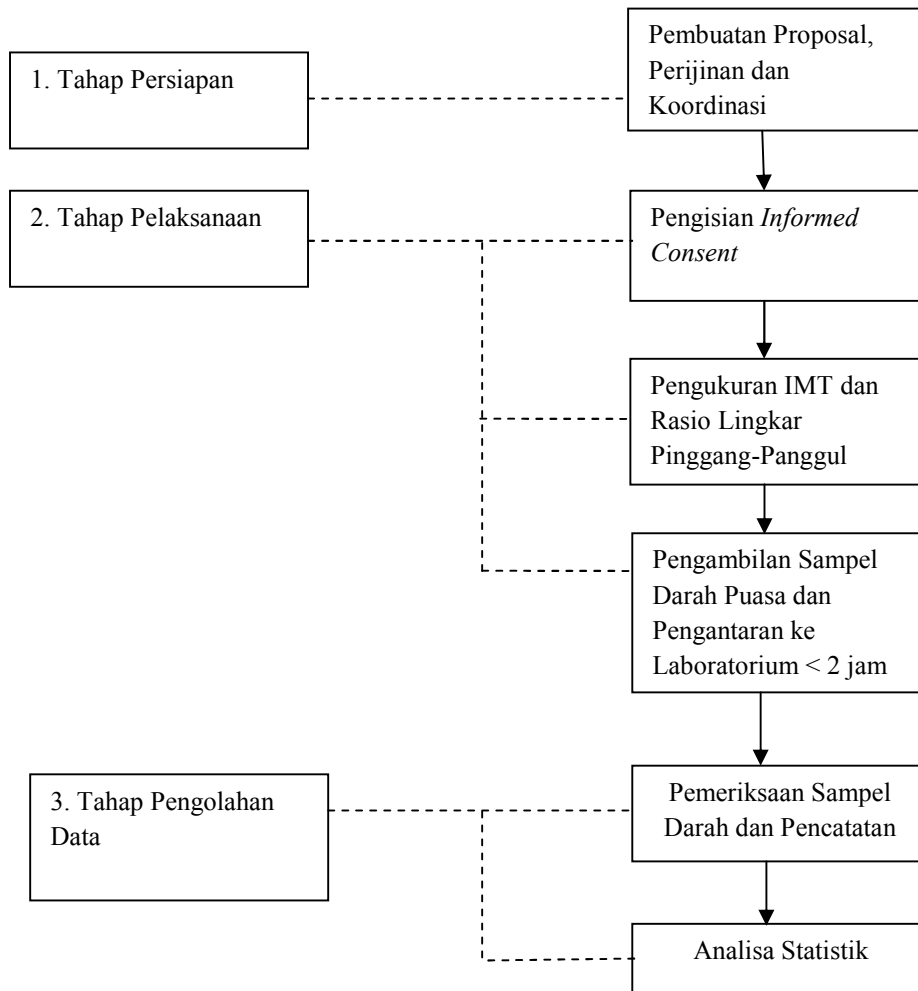 Pembuatan Proposal,
Perijinan dan
Koordinasi
1. Tahap Persiapan
2. Tahap Pelaksanaan
Pengisian Informed
Consent
Pengukuran IMT dan
Rasio Lingkar
Pinggang-Panggul
Pengambilan Sampel
Darah Puasa dan
Pengantaran ke
Laboratorium < 2 jam
3. Tahap Pengolahan
Data
Pemeriksaan Sampel
Darah dan Pencatatan
Analisa Statistik